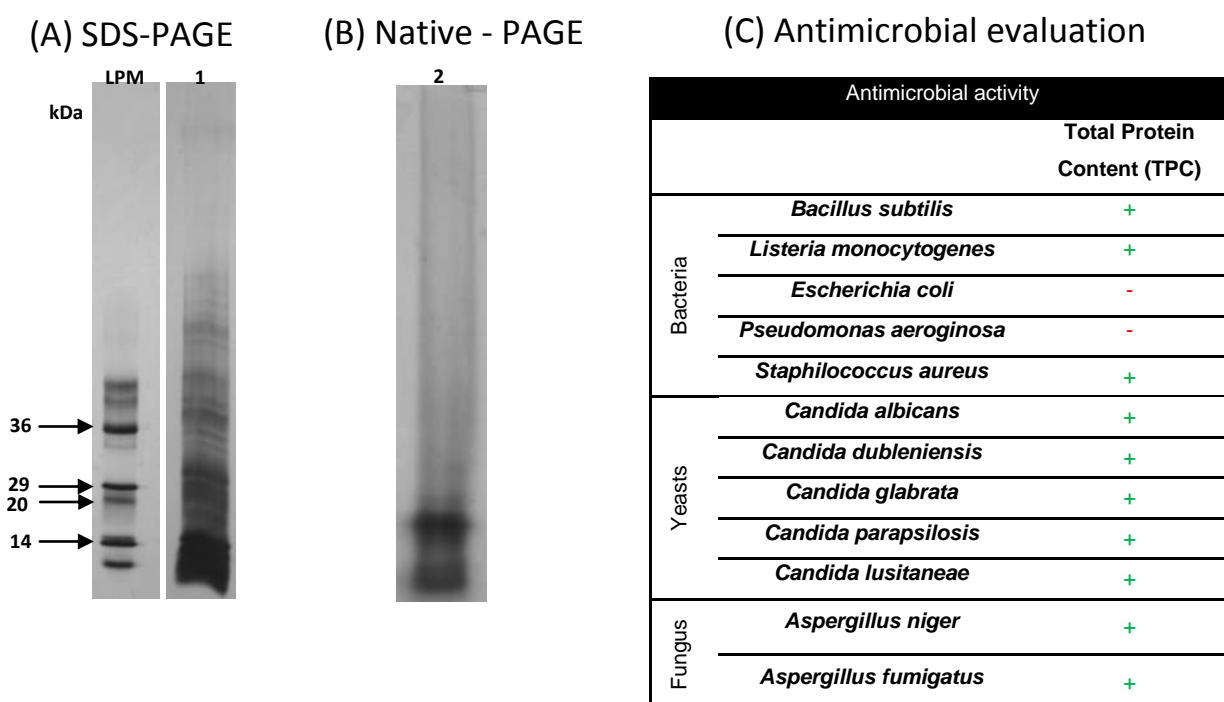 (A) SDS-PAGE
(B) Native - PAGE
(C) Antimicrobial evaluation
LPM
1
kDa
36
29
20
14
2
Antimicrobial activity
Total Protein
Content (TPC)
Bacteria
Bacillus subtilis +
Listeria monocytogenes +
Escherichia coli -
Pseudomonas aeroginosa -
Staphilococcus aureus +
Yeasts
Candida albicans +
Candida dubleniensis +
Candida glabrata +
Candida parapsilosis +
Candida lusitaneae +
Fungus
Aspergillus niger +
Aspergillus fumigatus +